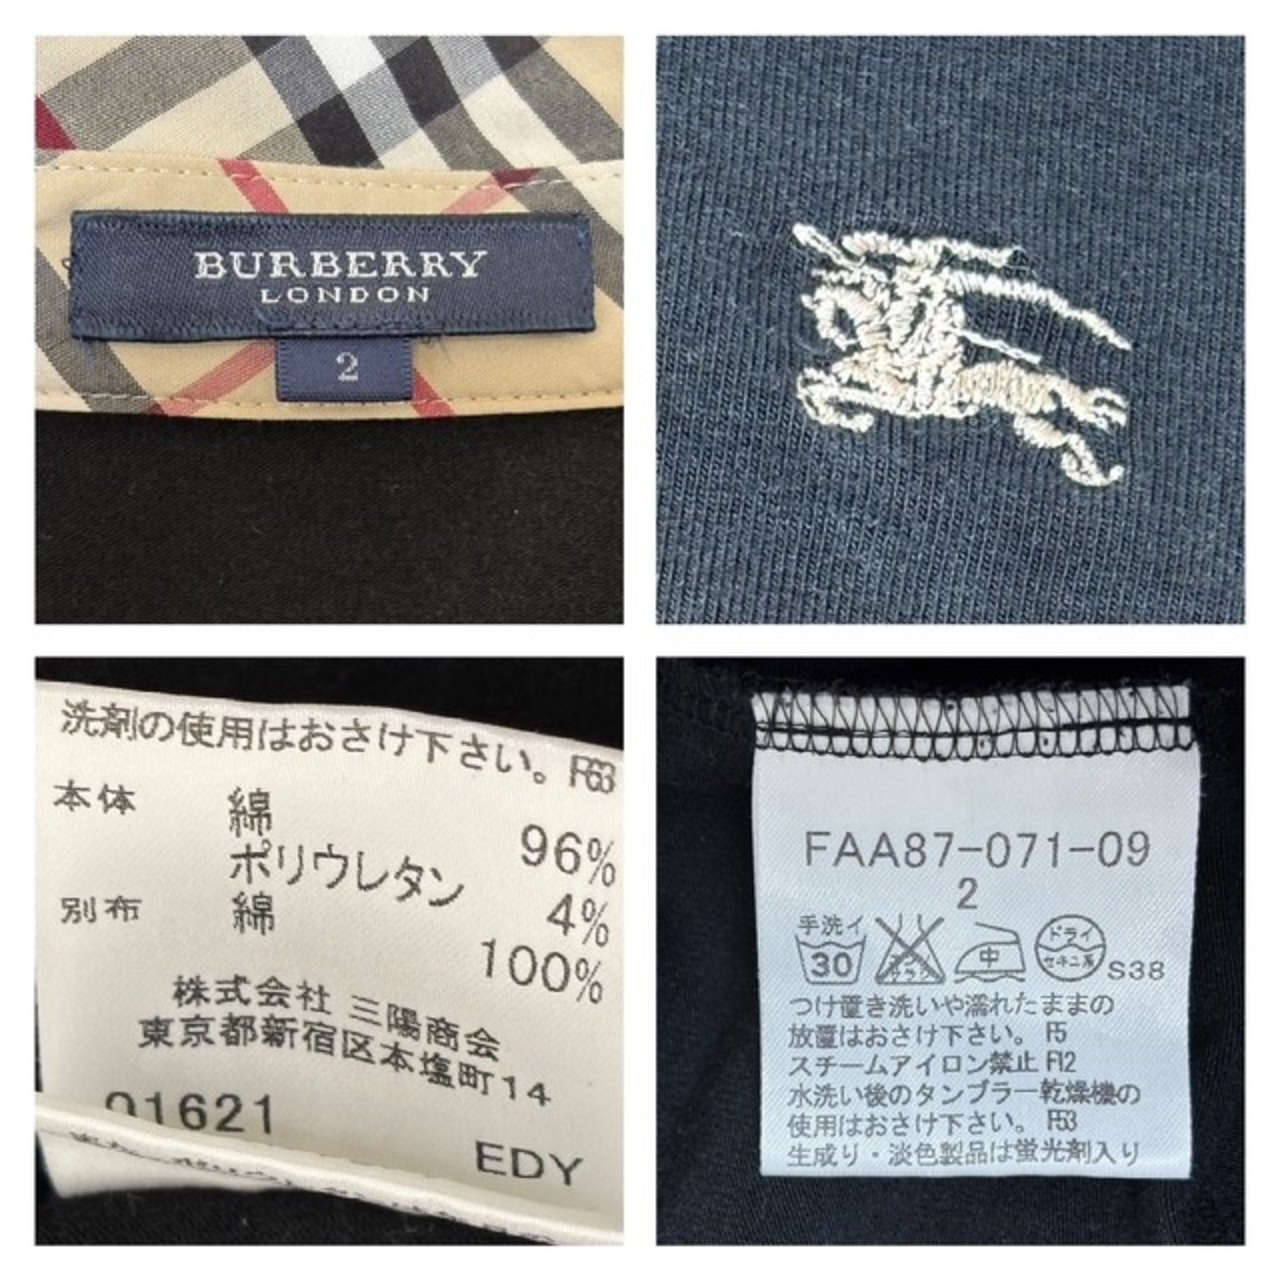 BURBERRY
LONDON
2
洗剤の使用はおさけ下さい。F63
本体 綿 96%
ポリウレタン 4%
別布 綿 100%
株式会社 三陽商会
東京都新宿区本塩町14
01621
EDY
FAA87-071-09
2
手洗イ 30 中 ドライ セキユ系 S38
つけ置き洗いや濡れたままの
放置はおさけ下さい。F5
スチームアイロン禁止 F12
水洗い後のタンブラー乾燥機の
使用はおさけ下さい。F53
生成り・淡色製品は蛍光剤入り